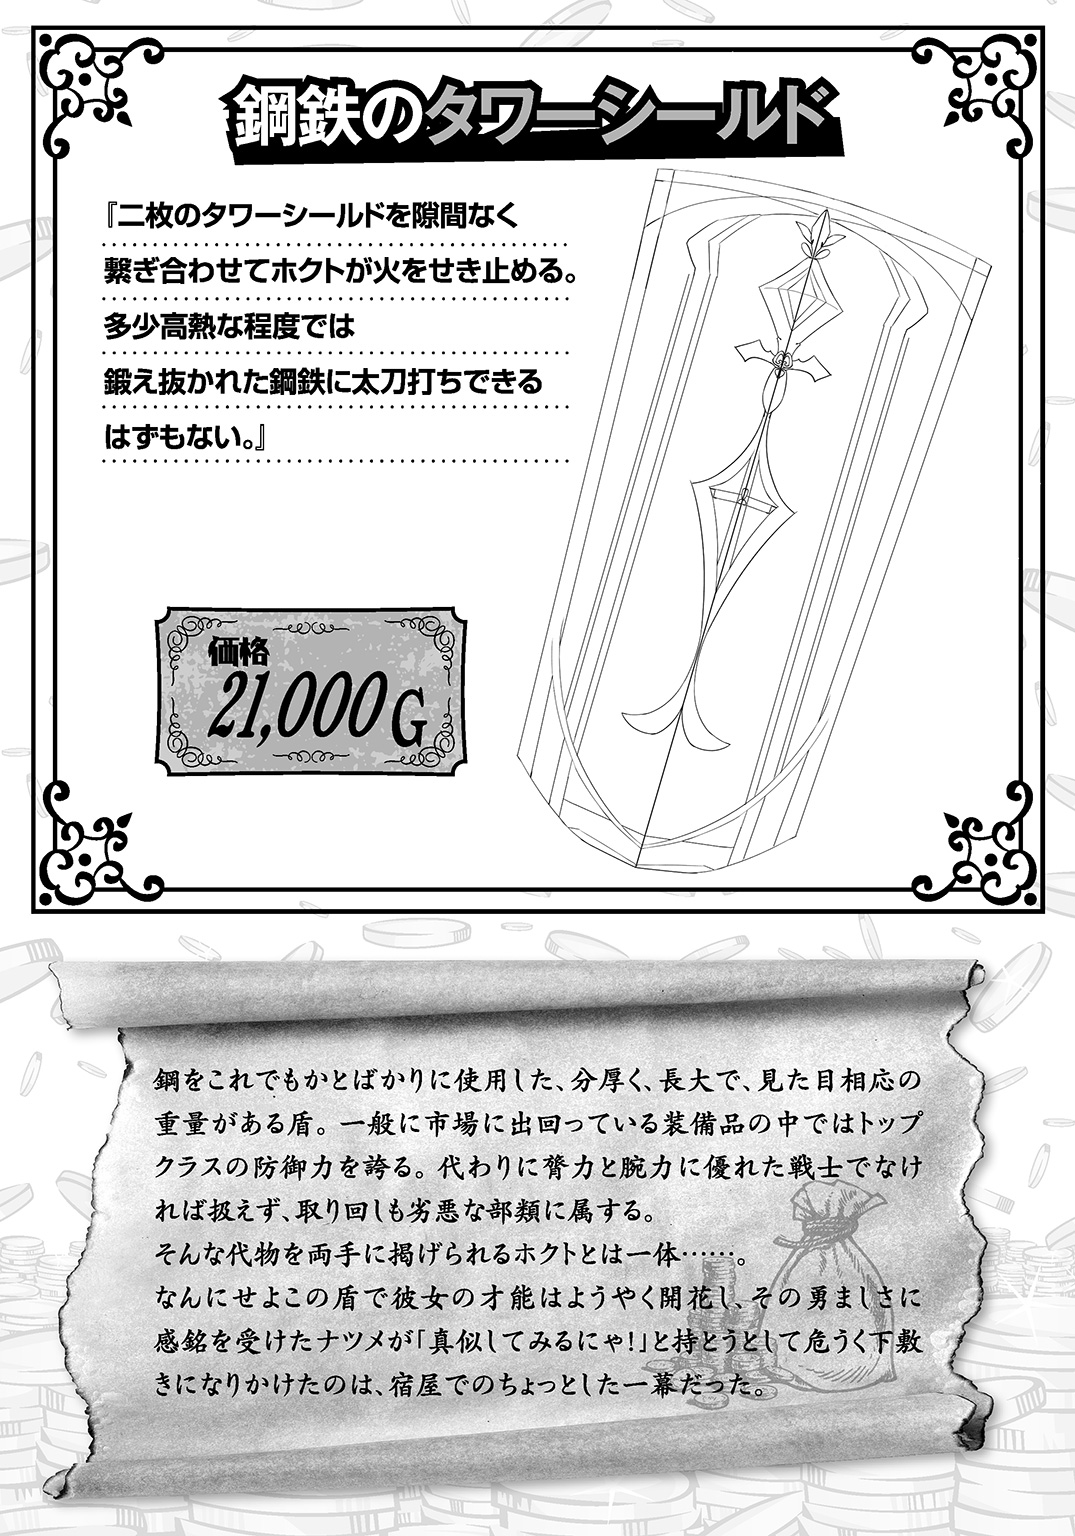 鋼鉄のタワーシールド
『二枚のタワーシールドを隙間なく
繋ぎ合わせてホクトが火をせき止める。
多少高熱な程度では
鍛え抜かれた鋼鉄に太刀打ちできる
はずもない。』
価格
21,000G
鋼をこれでもかとばかりに使用した、分厚く、長大で、見た目相応の
重量がある盾。一般に市場に出回っている装備品の中ではトップ
クラスの防御力を誇る。代わりに膂力と腕力に優れた戦士でなけ
れば扱えず、取り回しも劣悪な部類に属する。
そんな代物を両手に掲げられるホクトとは一体……。
なんにせよこの盾で彼女の才能はようやく開花し、その勇ましさに
感銘を受けたナツメが「真似してみるにゃ!」と持とうとして危うく下敷
きになりかけたのは、宿屋でのちょっとした一幕だった。